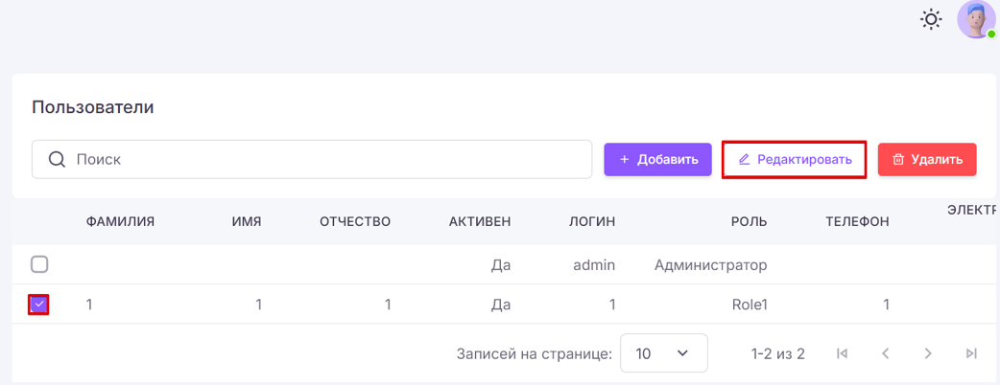 Пользователи
Поиск
+ Добавить Редактировать Удалить
ЭЛЕКТР
ФАМИЛИЯ ИМЯ ОТЧЕСТВО АКТИВЕН ЛОГИН РОЛЬ ТЕЛЕФОН
Да admin Администратор
1 1 1 Да 1 Role1 1
Записей на странице: 10 1-2 из 2